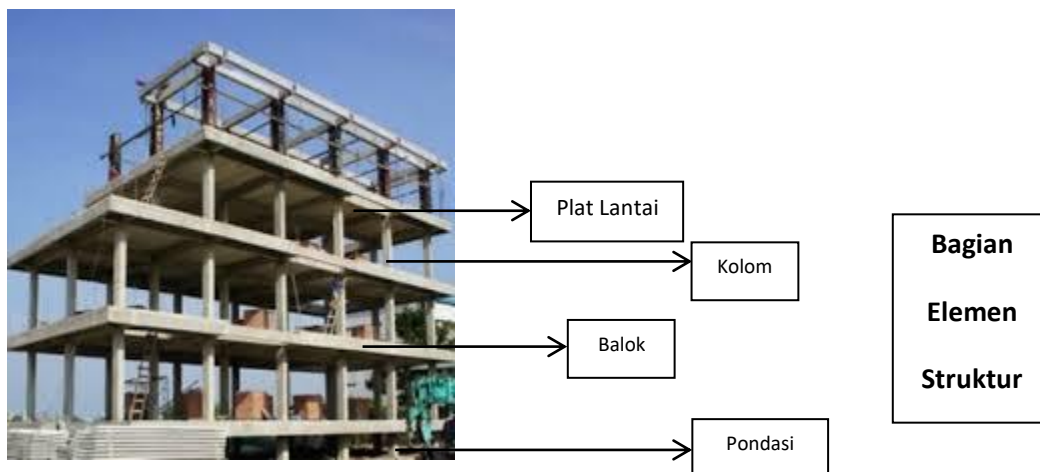 Plat Lantai
Kolom
Balok
Pondasi
Bagian
Elemen
Struktur